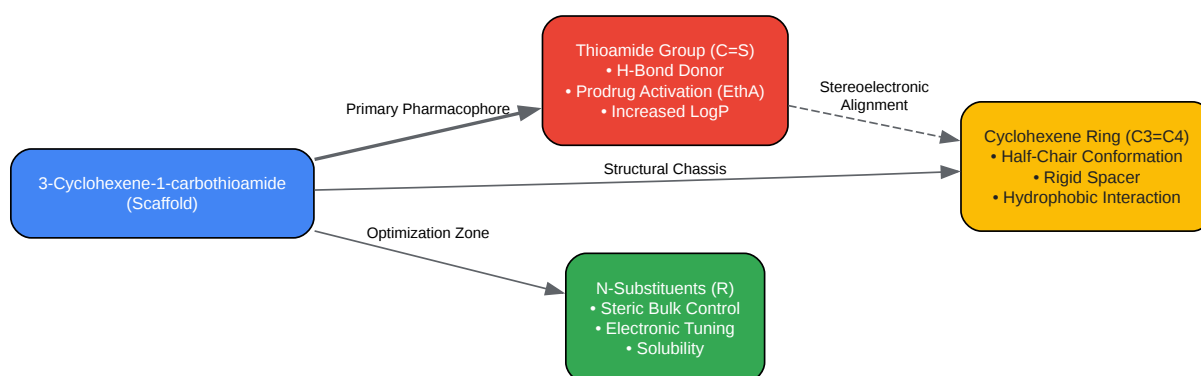 3-Cyclohexene-1-carbothioamide
(Scaffold)
Primary Pharmacophore
Thioamide Group (C=S)
• H-Bond Donor
• Prodrug Activation (EthA)
• Increased LogP
Stereoelectronic
Alignment
Structural Chassis
Cyclohexene Ring (C3=C4)
• Half-Chair Conformation
• Rigid Spacer
• Hydrophobic Interaction
Optimization Zone
N-Substituents (R)
• Steric Bulk Control
• Electronic Tuning
• Solubility